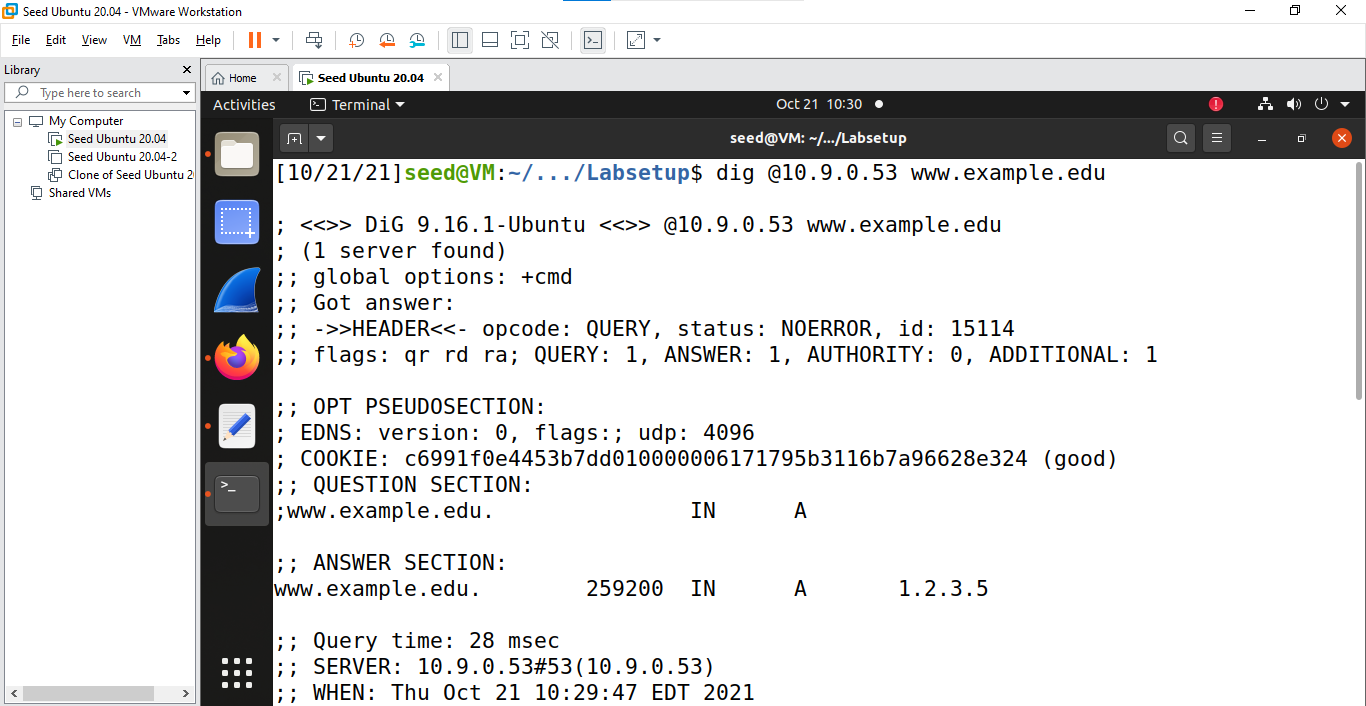 Seed Ubuntu 20.04 - VMware Workstation
File Edit View VM Tabs Help
Library
Type here to search
My Computer
Seed Ubuntu 20.04
Seed Ubuntu 20.04-2
Clone of Seed Ubuntu 2
Shared VMs
Home
Seed Ubuntu 20.04
Activities
Terminal
Oct 21 10:30
seed@VM: ~/.../Labsetup
[10/21/21]seed@VM:~/.../Labsetup$ dig @10.9.0.53 www.example.edu
; <<>> DiG 9.16.1-Ubuntu <<>> @10.9.0.53 www.example.edu
; (1 server found)
;; global options: +cmd
;; Got answer:
;; ->>HEADER<<- opcode: QUERY, status: NOERROR, id: 15114
;; flags: qr rd ra; QUERY: 1, ANSWER: 1, AUTHORITY: 0, ADDITIONAL: 1
;; OPT PSEUDOSECTION:
; EDNS: version: 0, flags:; udp: 4096
; COOKIE: c6991f0e4453b7dd010000006171795b3116b7a96628e324 (good)
;; QUESTION SECTION:
;www.example.edu. IN A
;; ANSWER SECTION:
www.example.edu. 259200 IN A 1.2.3.5
;; Query time: 28 msec
;; SERVER: 10.9.0.53#53(10.9.0.53)
;; WHEN: Thu Oct 21 10:29:47 EDT 2021